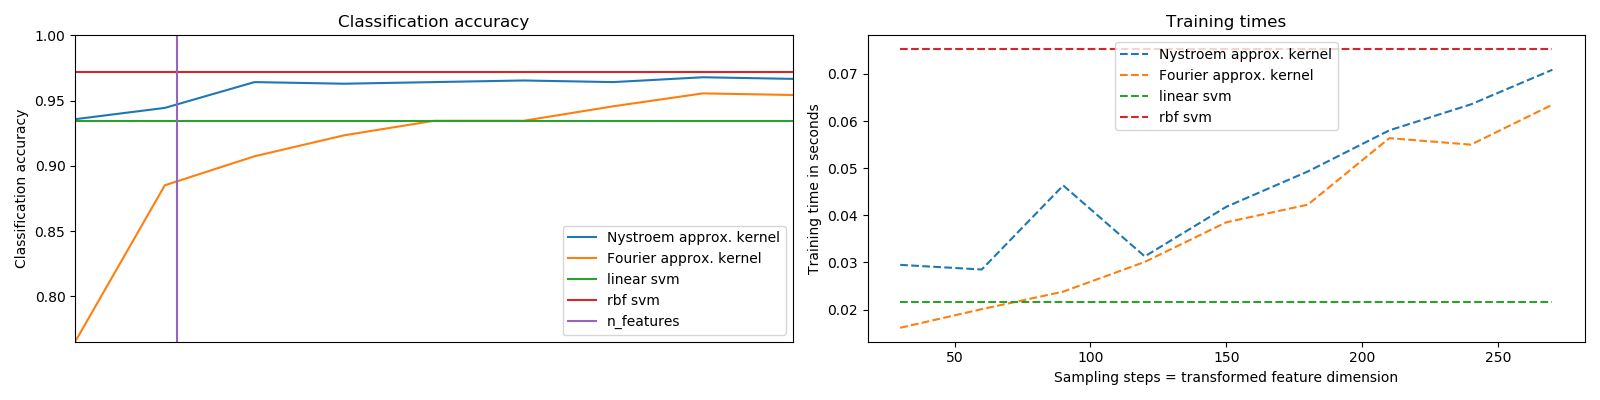 Classification accuracy
Classification accuracy
1.00
0.95
0.90
0.85
0.80
Nystroem approx. kernel
Fourier approx. kernel
linear svm
rbf svm
n_features
Training times
Training time in seconds
0.07
0.06
0.05
0.04
0.03
0.02
Nystroem approx. kernel
Fourier approx. kernel
linear svm
rbf svm
50 100 150 200 250
Sampling steps = transformed feature dimension